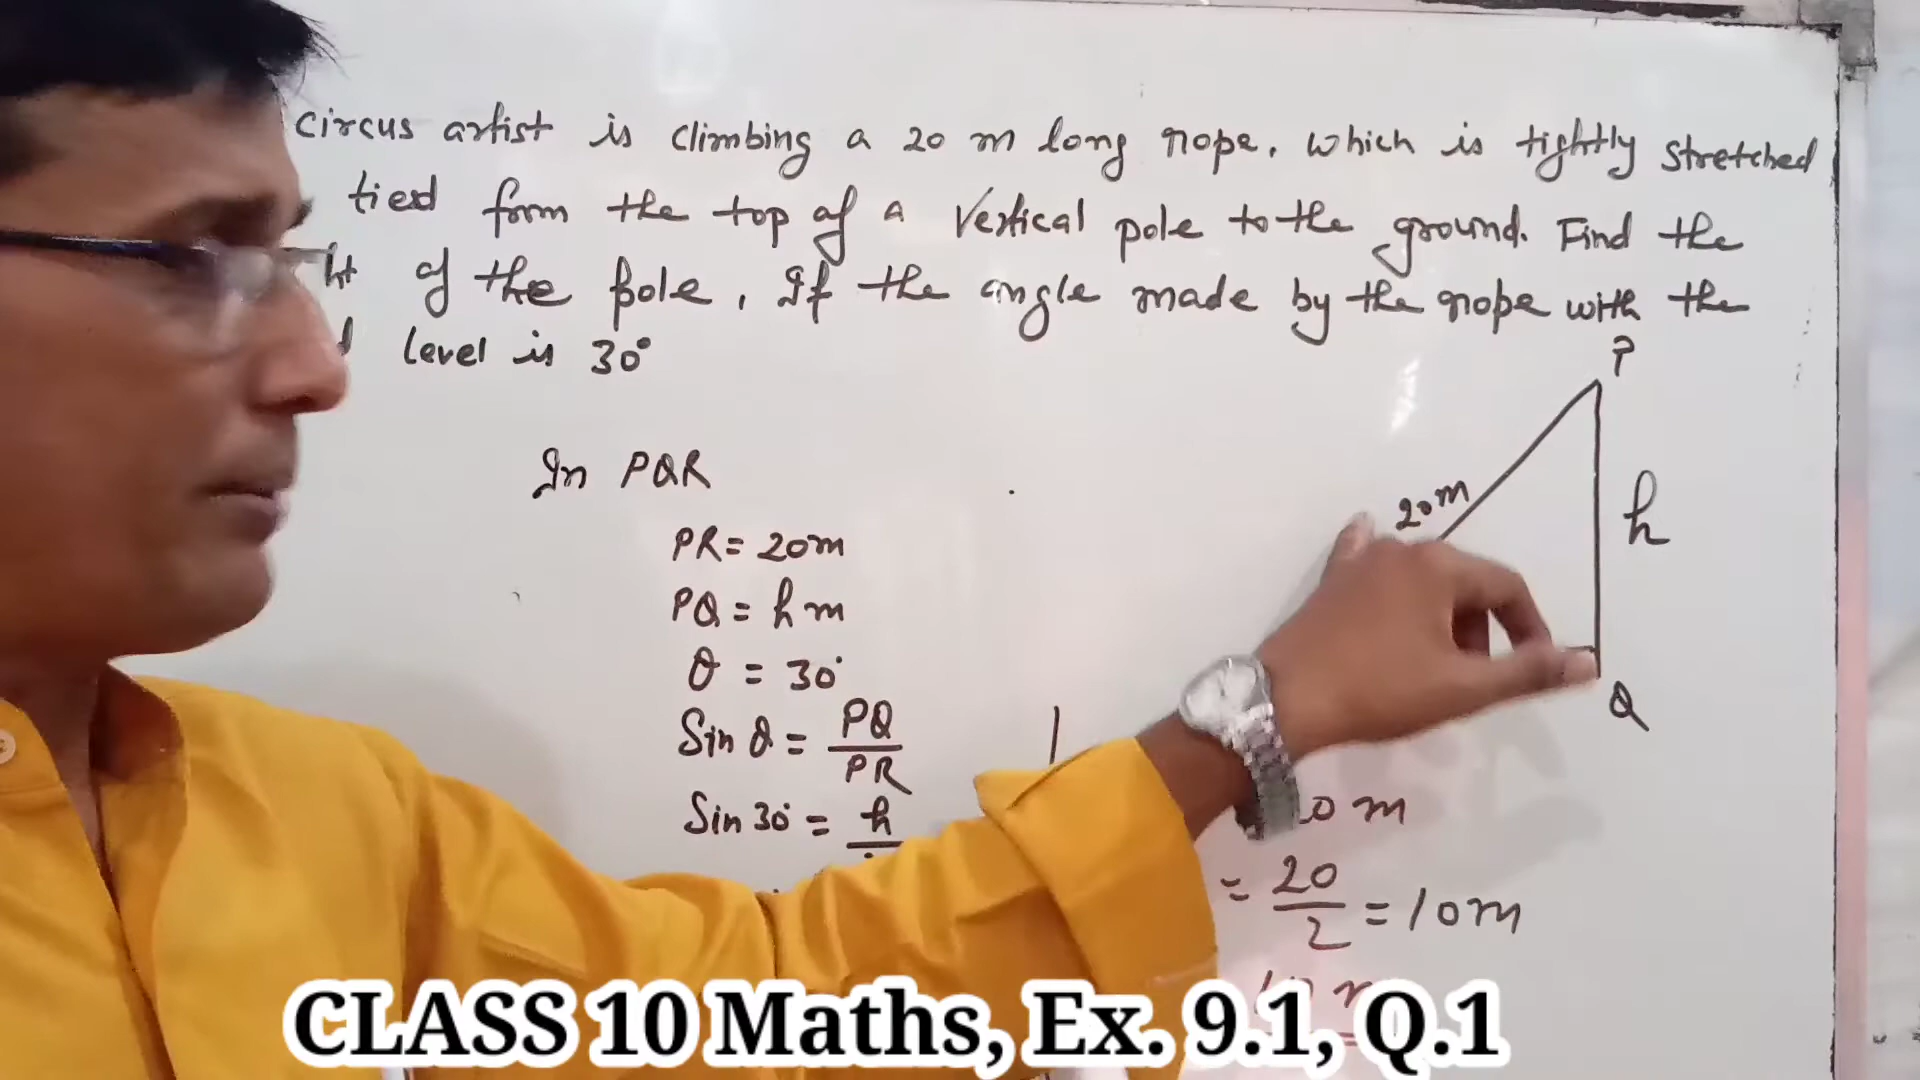 circus artist is climbing a 20 m long rope, which is tightly stretched
tied from the top of a vertical pole to the ground. Find the
ht of the pole, If the angle made by the rope with the
d level is 30°
P
In PQR
20m
h
PR = 20m
PQ = h m
θ = 30°
Q
Sin θ = PQ/PR
Sin 30° = h
0 m
= 20/2 = 10m
CLASS 10 Maths, Ex. 9.1, Q.1